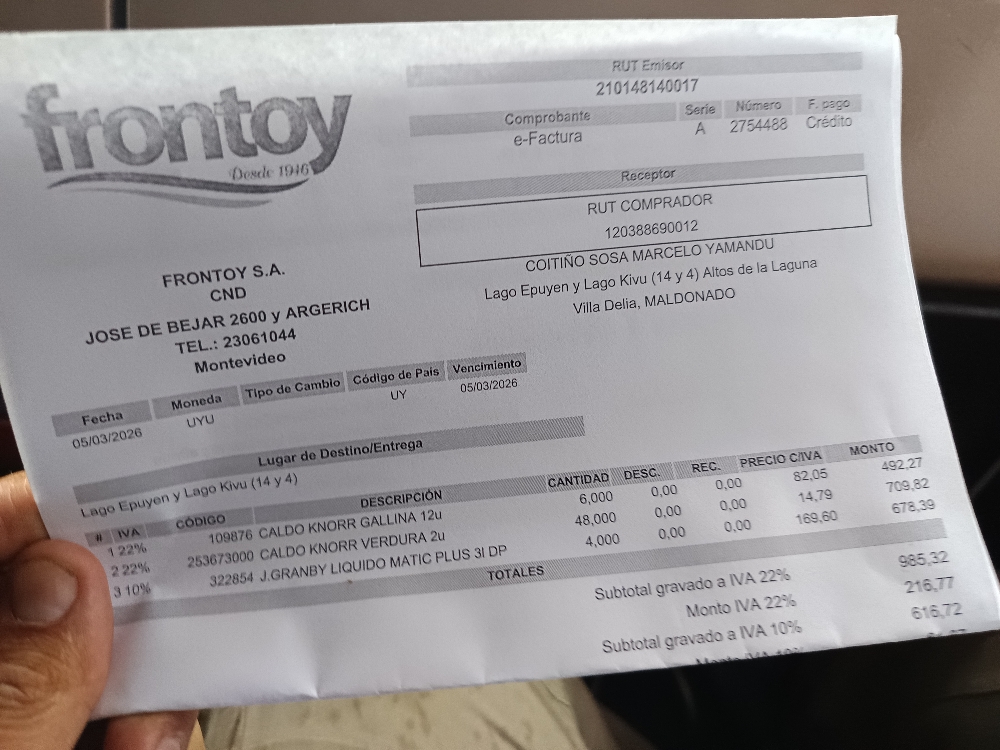 frontoy
Desde 1946
RUT Emisor
210148140017
Comprobante Serie Número F. pago
e-Factura A 2754488 Crédito
Receptor
RUT COMPRADOR
120388690012
COITIÑO SOSA MARCELO YAMANDU
Lago Epuyen y Lago Kivu (14 y 4) Altos de la Laguna
Villa Delia, MALDONADO
FRONTOY S.A.
CND
JOSE DE BEJAR 2600 y ARGERICH
TEL.: 23061044
Montevideo
Fecha Moneda Tipo de Cambio Código de País Vencimiento
05/03/2026 UYU UY 05/03/2026
Lugar de Destino/Entrega
Lago Epuyen y Lago Kivu (14 y 4)
# IVA CÓDIGO DESCRIPCIÓN CANTIDAD DESC. REC. PRECIO C/IVA MONTO
1 22% 109876 CALDO KNORR GALLINA 12u 6,000 0,00 0,00 82,05 492,27
2 22% 253673000 CALDO KNORR VERDURA 2u 48,000 0,00 0,00 14,79 709,82
3 10% 322854 J.GRANBY LIQUIDO MATIC PLUS 3l DP 4,000 0,00 0,00 169,60 678,39
TOTALES
Subtotal gravado a IVA 22% 985,32
Monto IVA 22% 216,77
Subtotal gravado a IVA 10% 616,72
Monto IVA 10%